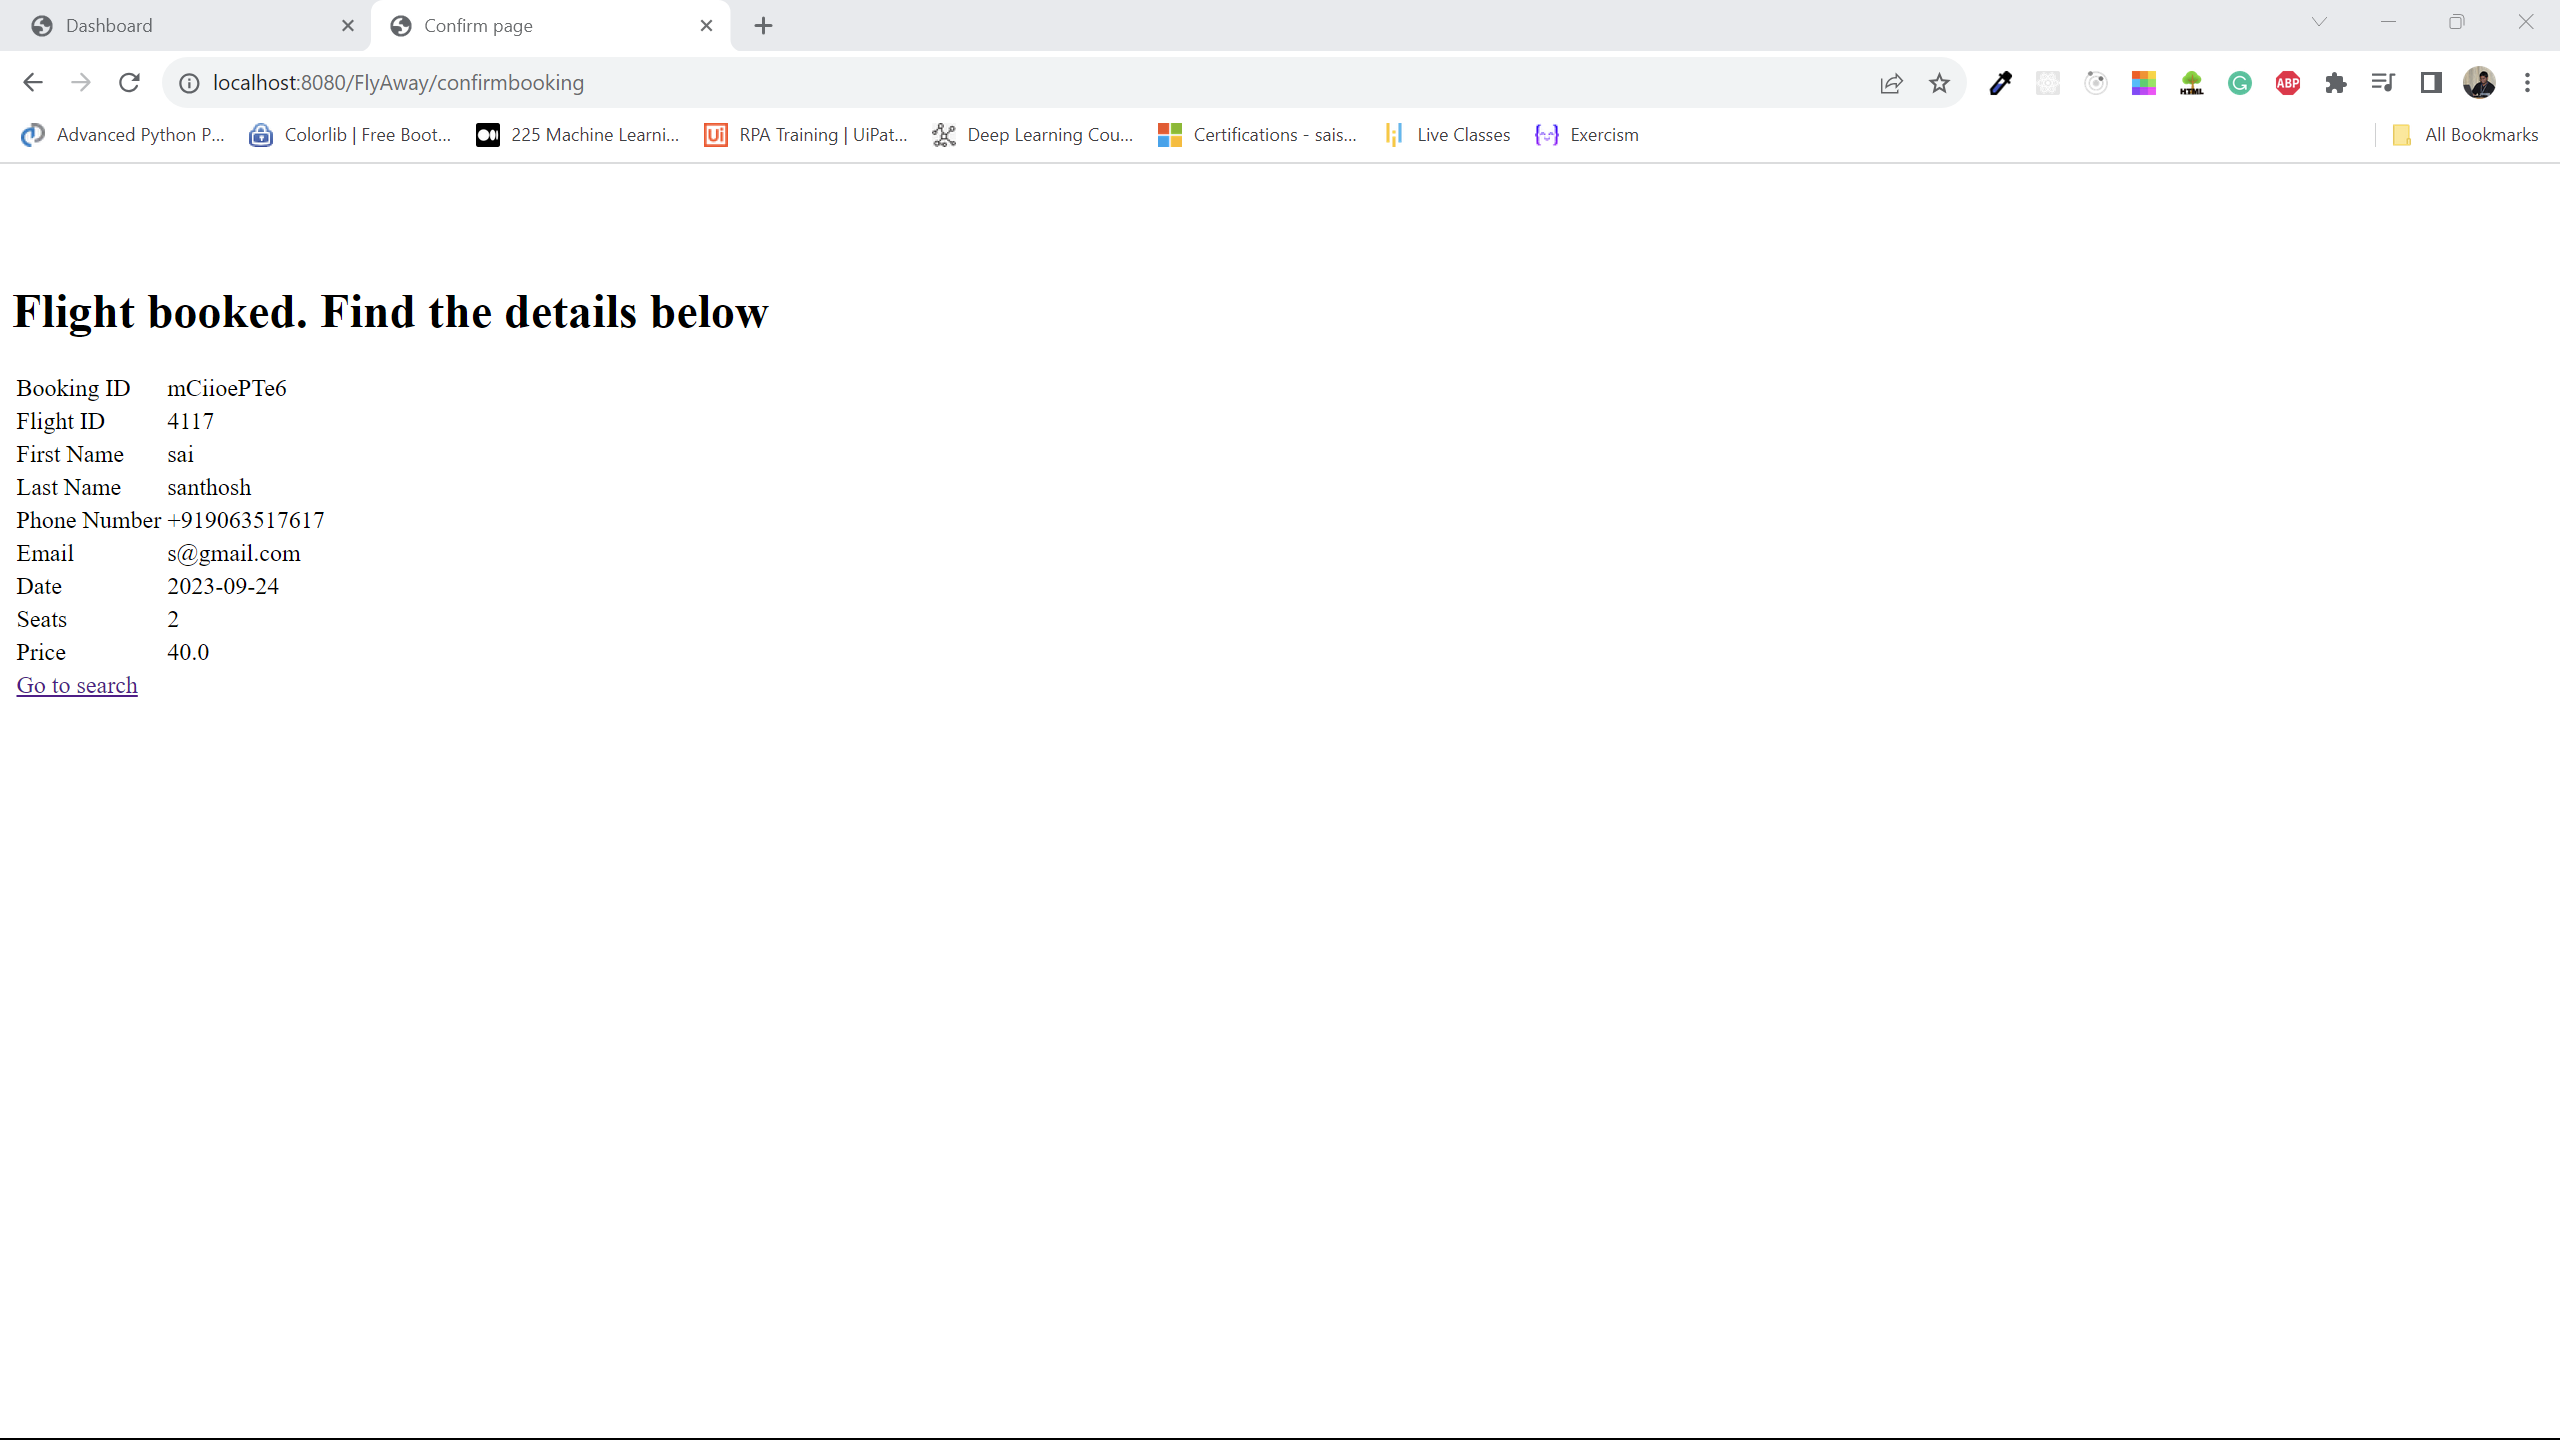 Dashboard
Confirm page
localhost:8080/FlyAway/confirmbooking
HTML
G
ABP
Advanced Python P...
Colorlib | Free Boot...
225 Machine Learni...
Ui
RPA Training | UiPat...
Deep Learning Cou...
Certifications - sais...
Live Classes
Exercism
All Bookmarks
Flight booked. Find the details below
Booking ID mCiioePTe6
Flight ID 4117
First Name sai
Last Name santhosh
Phone Number +919063517617
Email s@gmail.com
Date 2023-09-24
Seats 2
Price 40.0
Go to search